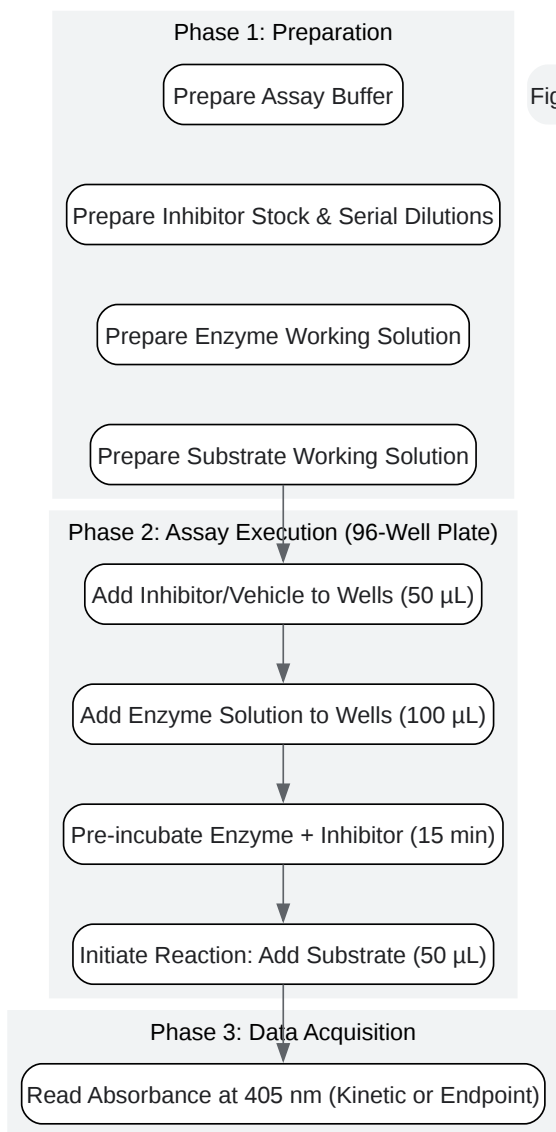 Phase 1: Preparation
Prepare Assay Buffer
Prepare Inhibitor Stock & Serial Dilutions
Prepare Enzyme Working Solution
Prepare Substrate Working Solution
Phase 2: Assay Execution (96-Well Plate)
Add Inhibitor/Vehicle to Wells (50 µL)
Add Enzyme Solution to Wells (100 µL)
Pre-incubate Enzyme + Inhibitor (15 min)
Initiate Reaction: Add Substrate (50 µL)
Phase 3: Data Acquisition
Read Absorbance at 405 nm (Kinetic or Endpoint)